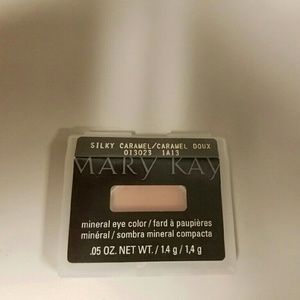 SILKY CARAMEL/CARAMEL DOUX
013023 1A13
MARY KAY
mineral eye color / fard à paupières
minéral / sombra mineral compacta
.05 OZ. NET WT. / 1.4 g / 1,4 g